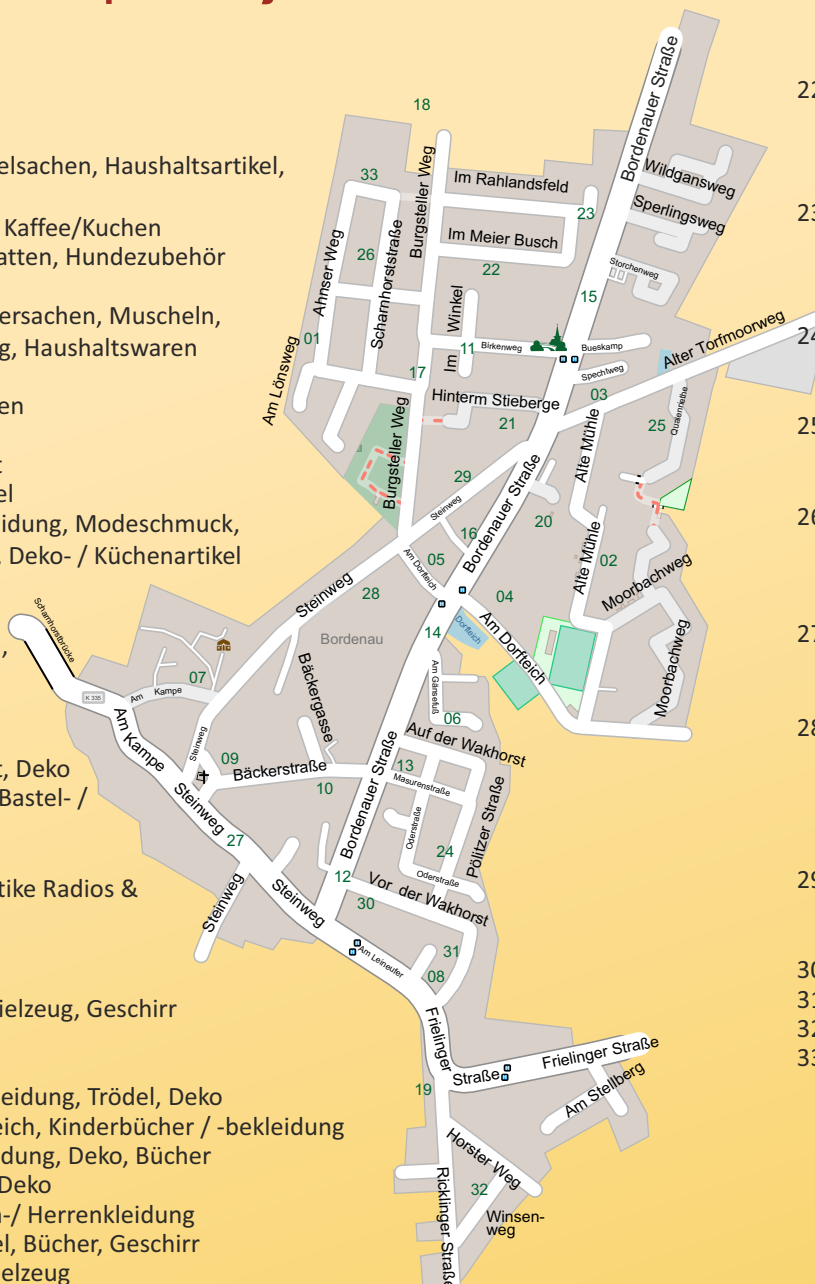 elsachen, Haushaltsartikel,
Kaffee/Kuchen
atten, Hundezubehör
ersachen, Muscheln,
g, Haushaltswaren
en
t
el
eidung, Modeschmuck,
, Deko- / Küchenartikel
,
t, Deko
Bastel- /
tike Radios &
ielzeug, Geschirr
eidung, Trödel, Deko
eich, Kinderbücher / -bekleidung
dung, Deko, Bücher
Deko
n-/ Herrenkleidung
el, Bücher, Geschirr
elzeug
18
33
26
01
17
Ahnser Weg
Scharnhorststraße
Am Lönsweg
Burgsteller Weg
Burgsteller Weg
Im Rahlandsfeld
Im Meier Busch
22
23
Im Winkel
11
Birkenweg
Hinterm Stieberge
21
Bordenauer Straße
Wildgansweg
Sperlingsweg
Storchenweg
15
Bueskamp
Spechtweg
03
Alter Torfmoorweg
25
Alte Mühle
Alte Mühle
20
02
Moorbachweg
Moorbachweg
29
Steinweg
16
05
Am Dorfteich
Bordenauer Straße
04
Am Dorfteich
Dorfteich
14
Steinweg
28
Bordenau
Scharnhorstbrücke
K 335
07
Am Kampe
Am Kampe
Steinweg
Bäckergasse
09
Bäckerstraße
10
Steinweg
27
Steinweg
Steinweg
Am Gänsefuß
06
Auf der Wakhorst
13
Masurenstraße
Oderstraße
24
Oderstraße
Pölitzer Straße
Bordenauer Straße
12
30
Vor der Wakhorst
31
08
Am Leineufer
Frielinger
Straße
Frielinger Straße
19
Am Stellberg
Horster Weg
32
Winsen-
weg
Ricklinger Straße
22
23
24
25
26
27
28
29
30
31
32
33